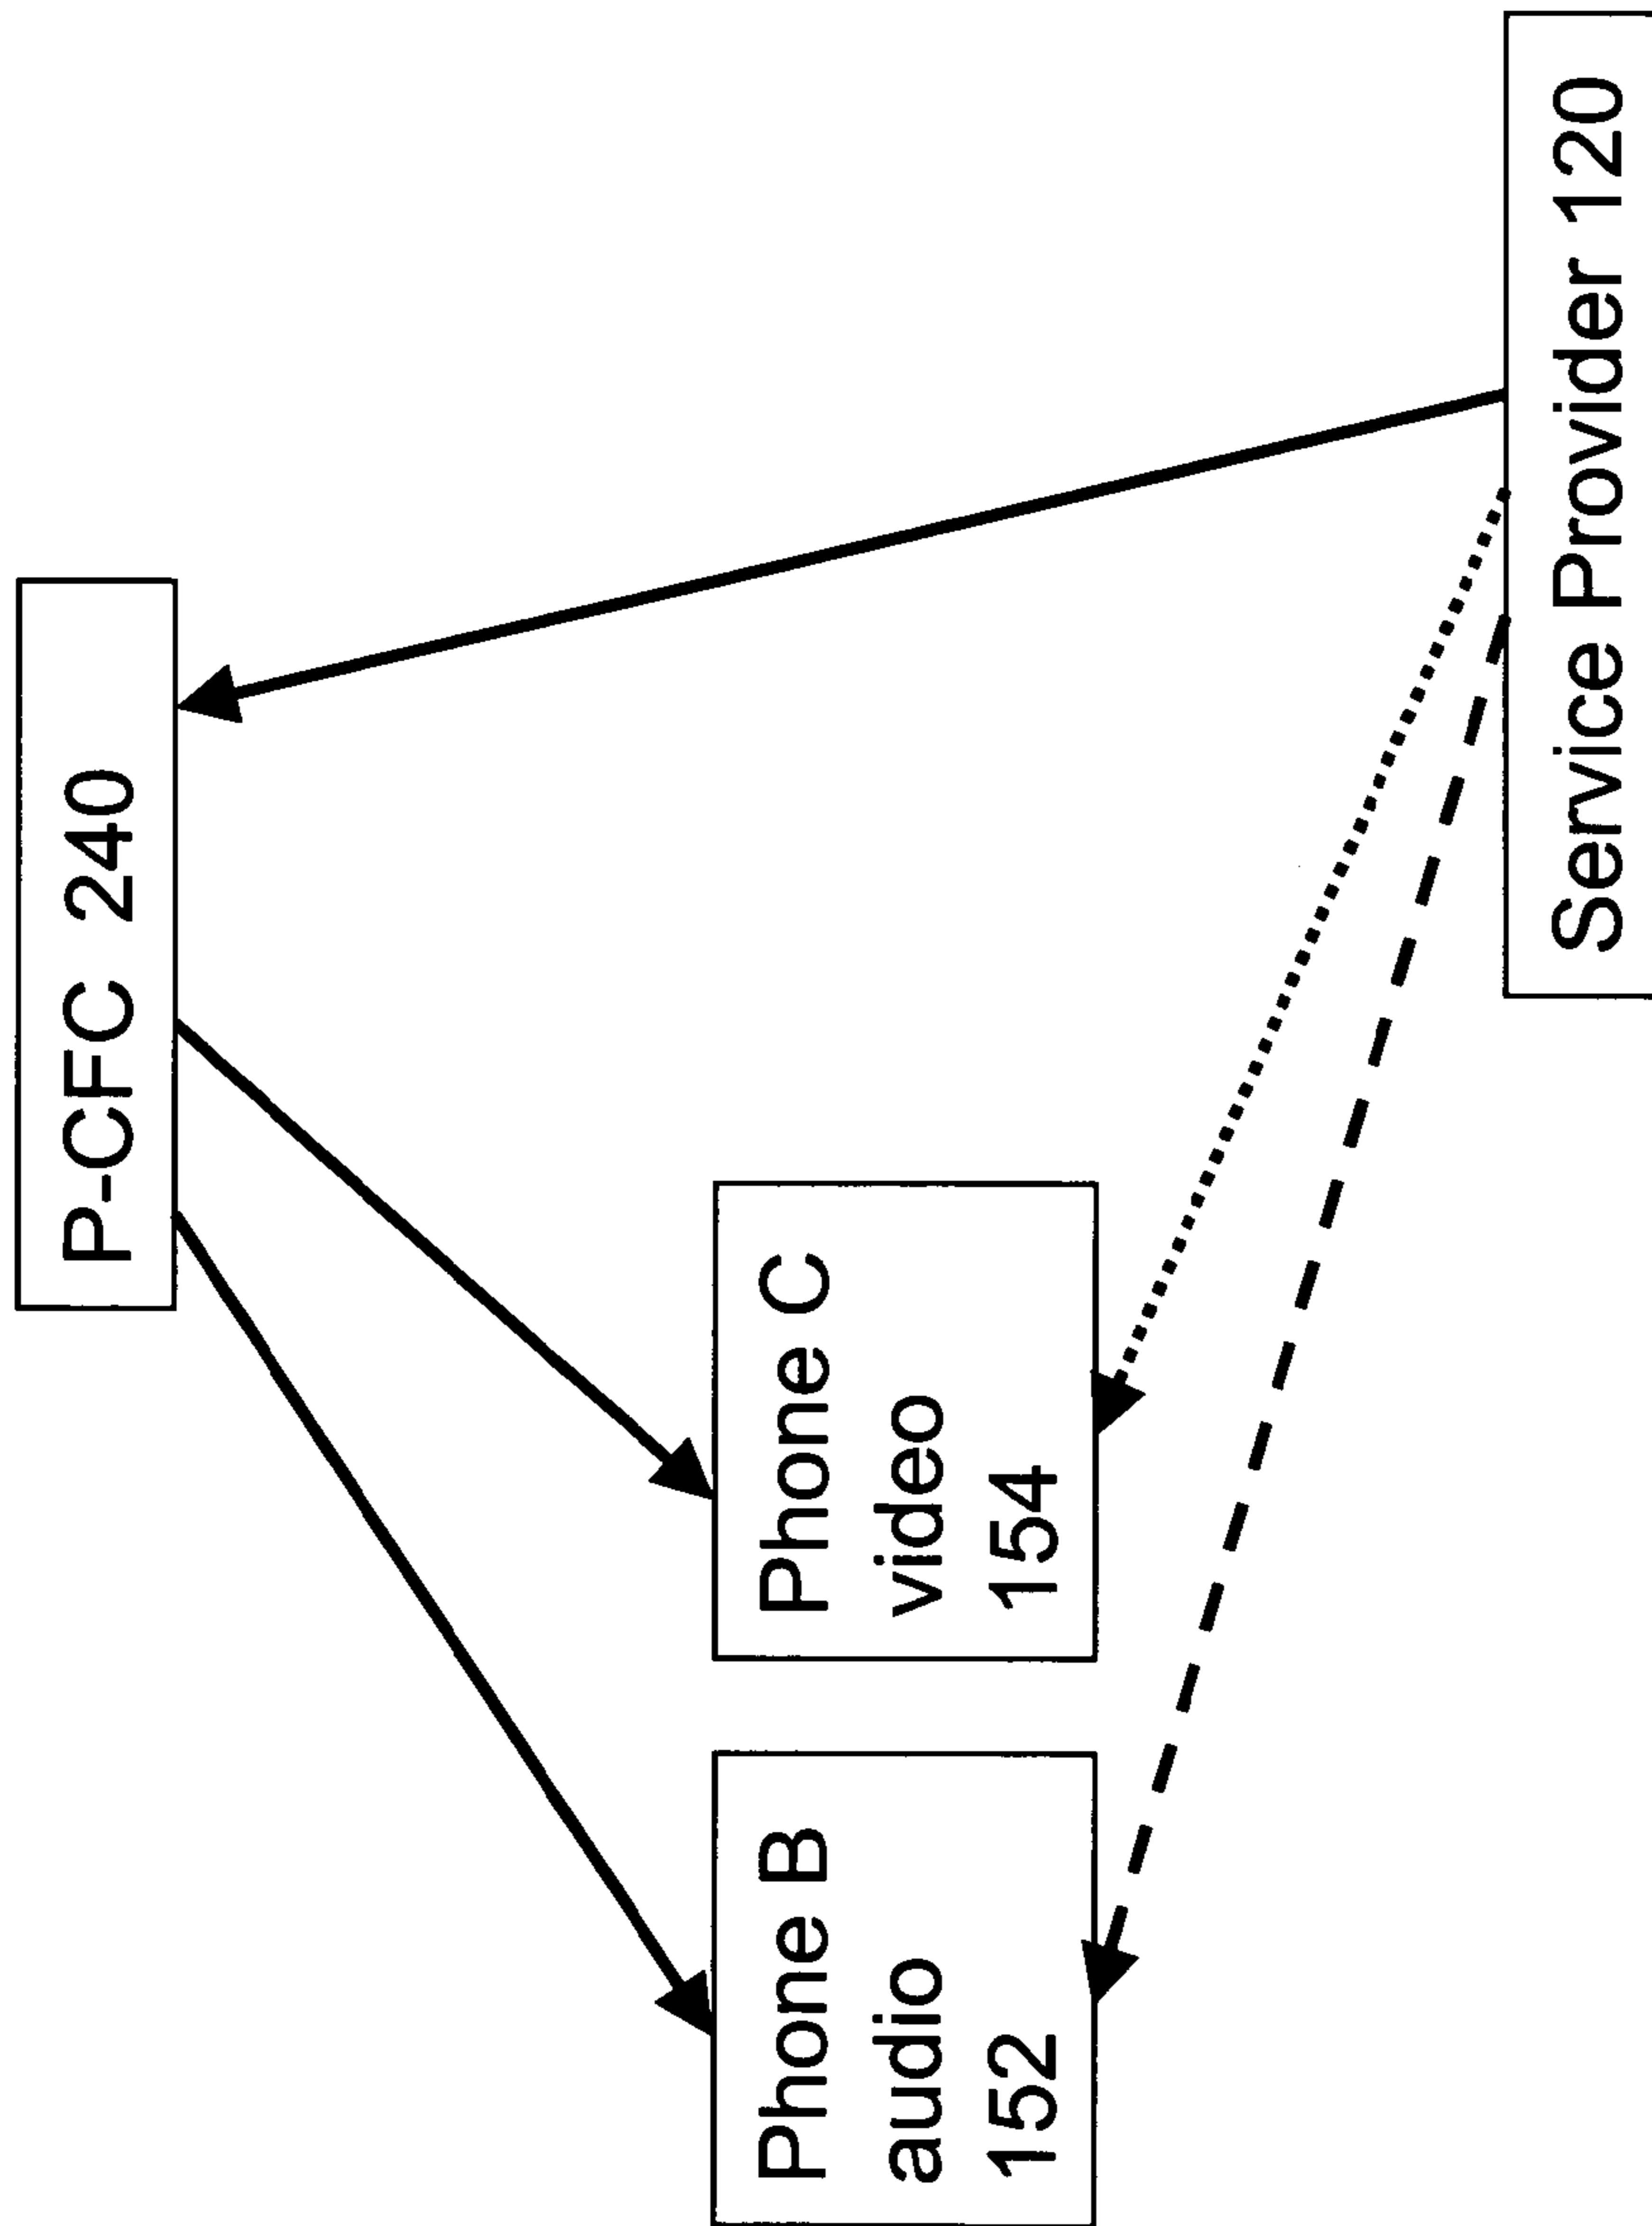 P-CFC 240
Phone B
audio
152
Phone C
video
154
Service Provider 120